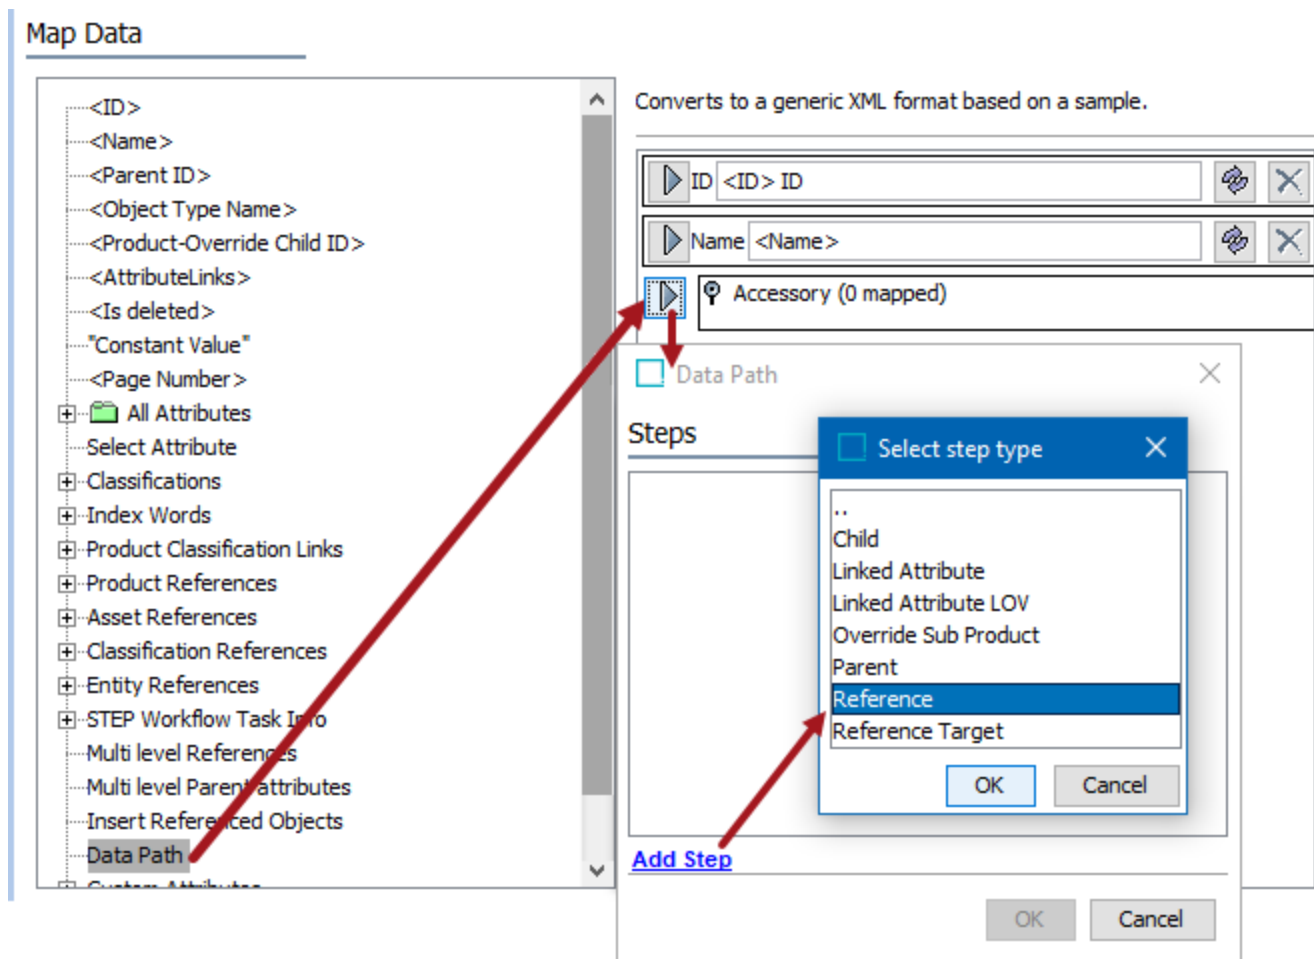 Map Data
<ID>
<Name>
<Parent ID>
<Object Type Name>
<Product-Override Child ID>
<AttributeLinks>
<Is deleted>
"Constant Value"
<Page Number>
All Attributes
Select Attribute
Classifications
Index Words
Product Classification Links
Product References
Asset References
Classification References
Entity References
STEP Workflow Task Info
Multi level References
Multi level Parent attributes
Insert Referenced Objects
Data Path
Custom Attributes
Converts to a generic XML format based on a sample.
ID <ID> ID
Name <Name>
Accessory (0 mapped)
Data Path
Steps
Select step type
..
Child
Linked Attribute
Linked Attribute LOV
Override Sub Product
Parent
Reference
Reference Target
OK Cancel
Add Step
OK Cancel